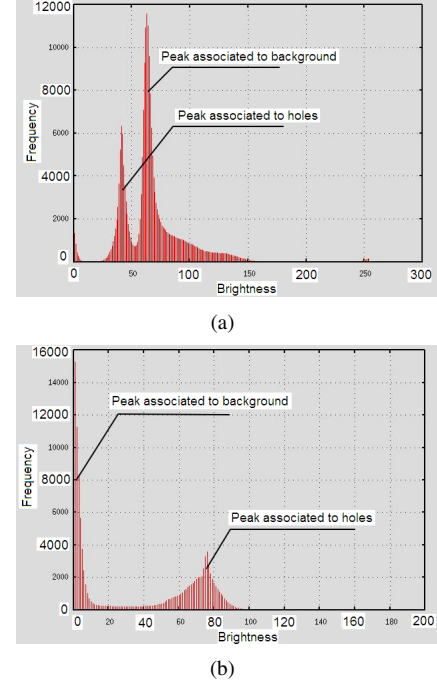 12000
Peak associated to background
10000
8000
Peak associated to holes
6000
Frequency
4000
2000
0
0 50 100 150 200 250 300
Brightness
(a)
16000
14000
Peak associated to background
12000
10000
Frequency
8000
6000
Peak associated to holes
4000
2000
0
0 20 40 60 80 100 120 140 160 180 200
Brightness
(b)